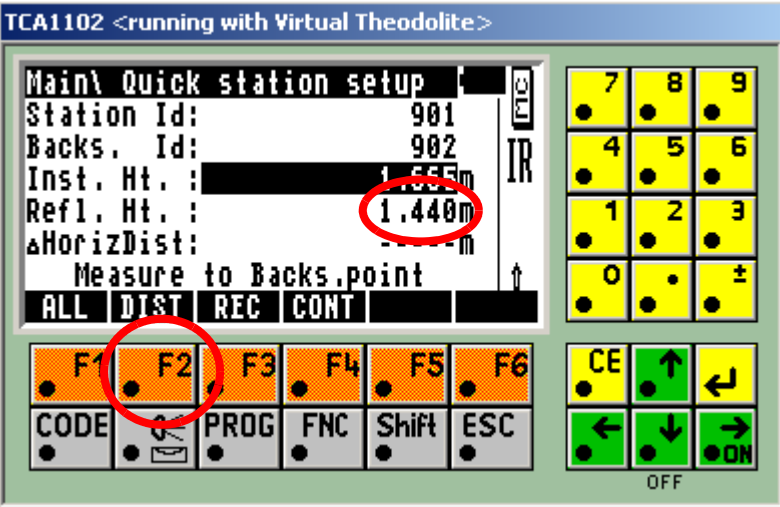 TCA1102 <running with Virtual Theodolite>
Main\ Quick station setup
Station Id: 901
Backs. Id: 902
IR
Inst. Ht. :
Refl. Ht. : 1.440m
△HorizDist: -----m
Measure to Backs.point
ALL DIST REC CONT
F1 F2 F3 F4 F5 F6
CODE PROG FNC Shift ESC
7 8 9
4 5 6
1 2 3
0 . ±
CE ↑ ↵
← ↓ → ON
OFF